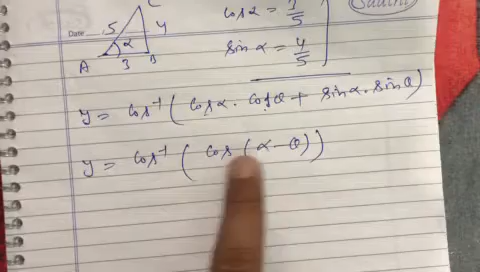 C
Date 5 4
α
A 3 B
cos α = 3/5
sin α = 4/5
y = cos⁻¹ ( cos α · cos θ + sin α · sin θ)
y = cos⁻¹ ( cos (α - θ))